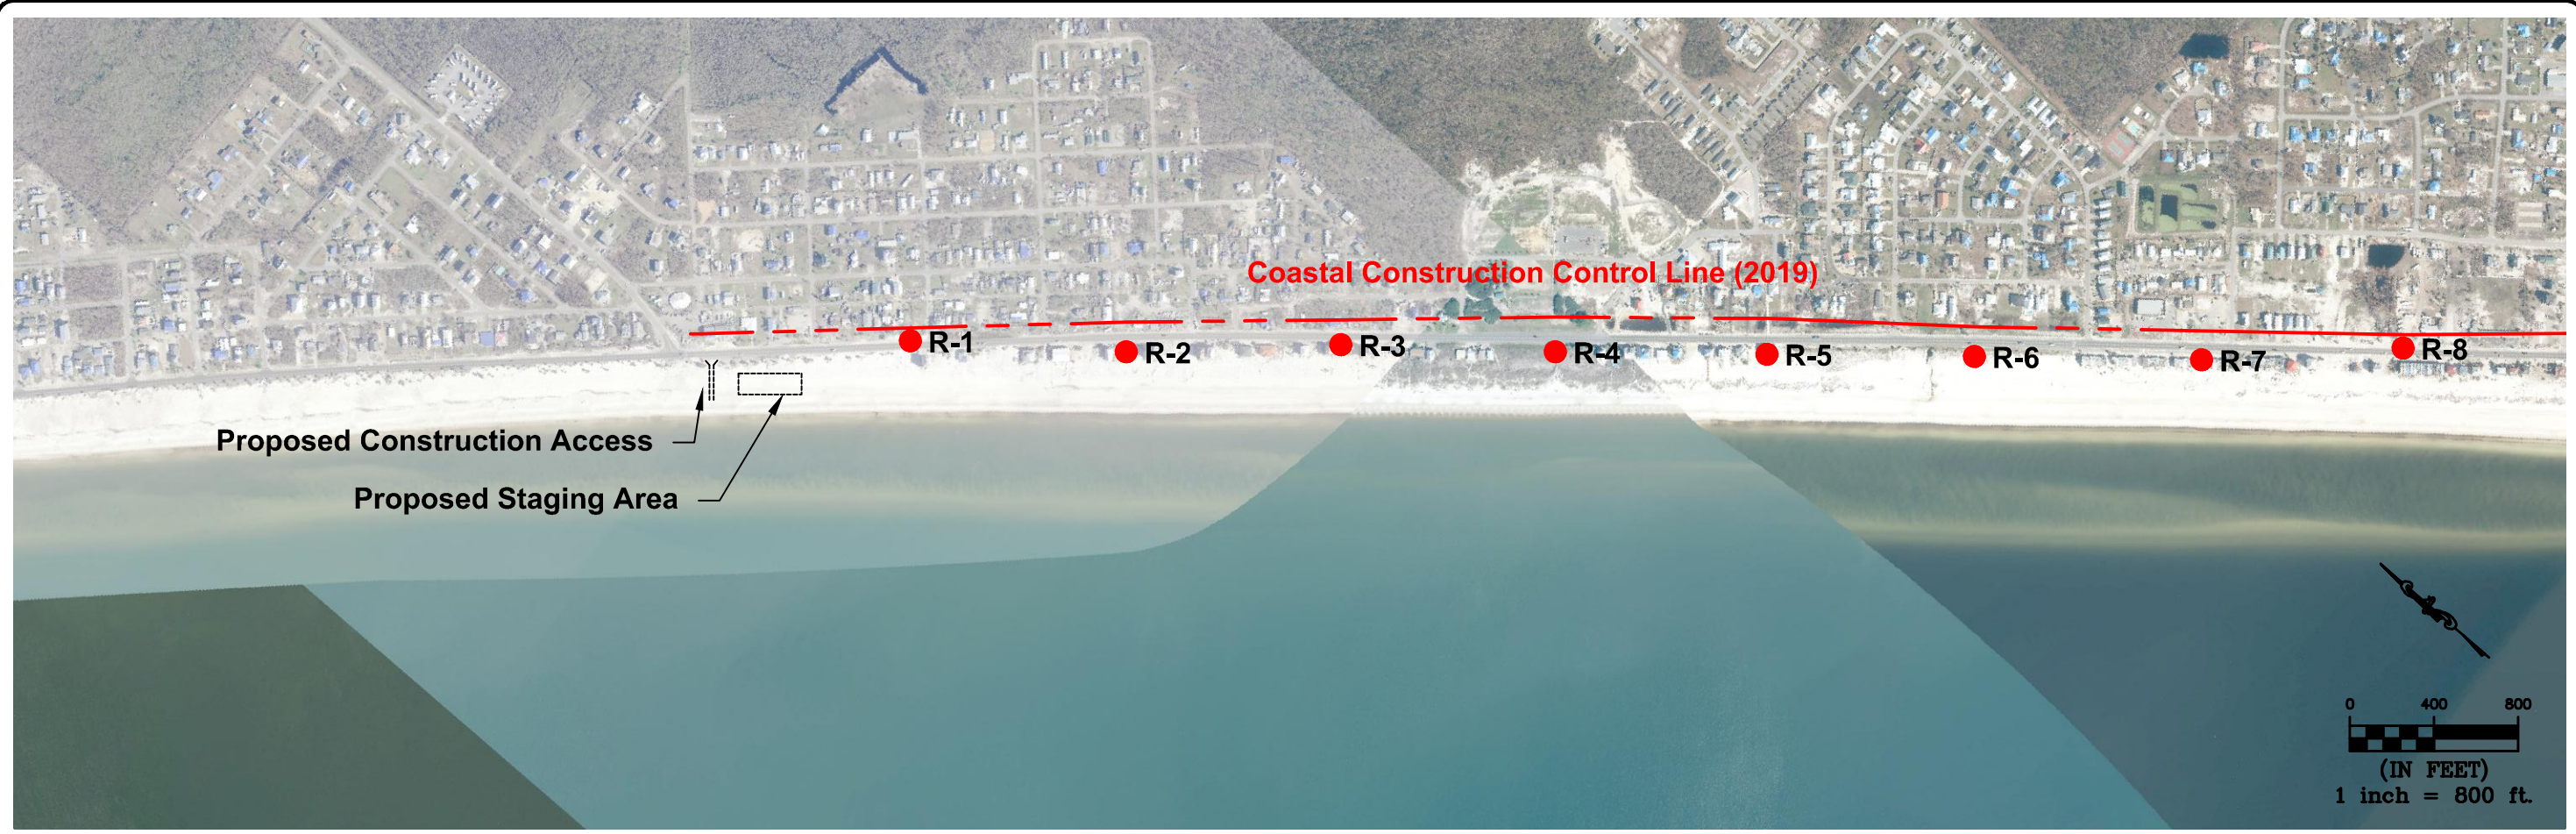 Coastal Construction Control Line (2019)
R-1
R-2
R-3
R-4
R-5
R-6
R-7
R-8
Proposed Construction Access
Proposed Staging Area
0 400 800
(IN FEET)
1 inch = 800 ft.